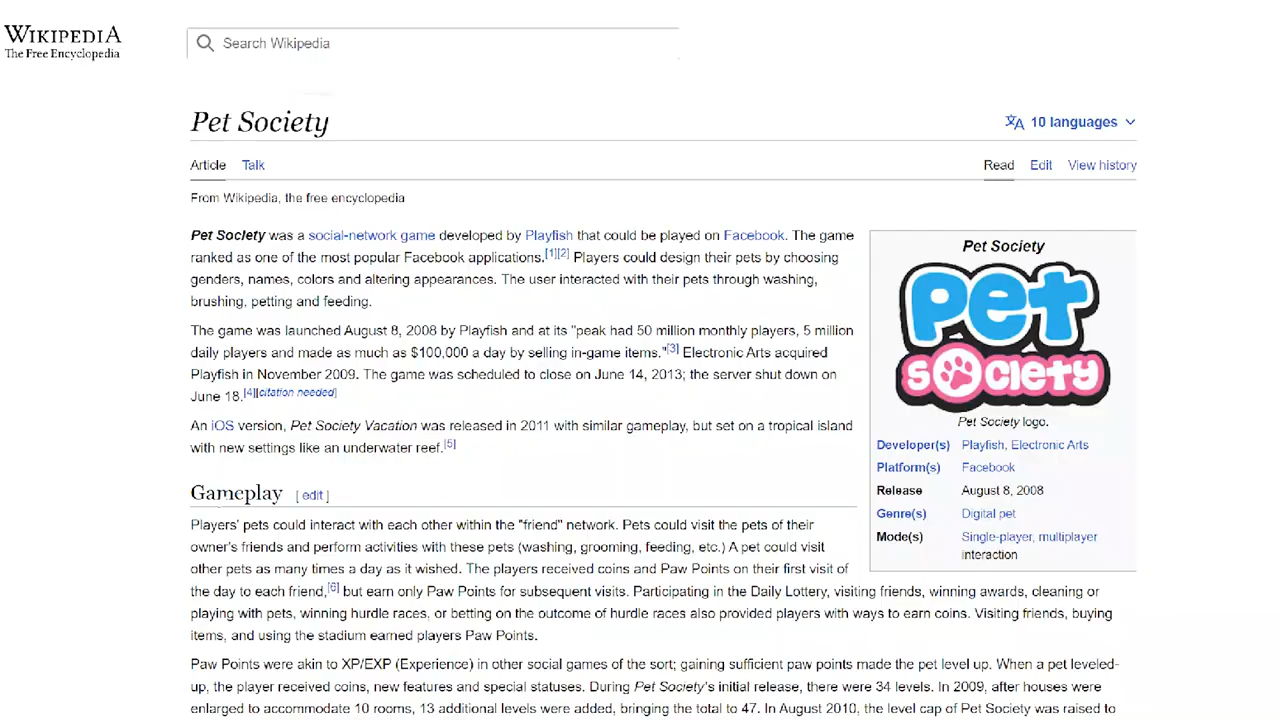 WIKIPEDIA
The Free Encyclopedia
Search Wikipedia
Pet Society
10 languages
Article Talk
Read Edit View history
From Wikipedia, the free encyclopedia
Pet Society was a social-network game developed by Playfish that could be played on Facebook. The game
ranked as one of the most popular Facebook applications.[1][2] Players could design their pets by choosing
genders, names, colors and altering appearances. The user interacted with their pets through washing,
brushing, petting and feeding.
The game was launched August 8, 2008 by Playfish and at its "peak had 50 million monthly players, 5 million
daily players and made as much as $100,000 a day by selling in-game items."[3] Electronic Arts acquired
Playfish in November 2009. The game was scheduled to close on June 14, 2013; the server shut down on
June 18.[4][citation needed]
An iOS version, Pet Society Vacation was released in 2011 with similar gameplay, but set on a tropical island
with new settings like an underwater reef.[5]
Pet Society
pet
society
Pet Society logo.
Developer(s) Playfish, Electronic Arts
Platform(s) Facebook
Release August 8, 2008
Genre(s) Digital pet
Mode(s) Single-player, multiplayer
interaction
Gameplay [ edit ]
Players' pets could interact with each other within the "friend" network. Pets could visit the pets of their
owner's friends and perform activities with these pets (washing, grooming, feeding, etc.) A pet could visit
other pets as many times a day as it wished. The players received coins and Paw Points on their first visit of
the day to each friend,[6] but earn only Paw Points for subsequent visits. Participating in the Daily Lottery, visiting friends, winning awards, cleaning or
playing with pets, winning hurdle races, or betting on the outcome of hurdle races also provided players with ways to earn coins. Visiting friends, buying
items, and using the stadium earned players Paw Points.
Paw Points were akin to XP/EXP (Experience) in other social games of the sort; gaining sufficient paw points made the pet level up. When a pet leveled-
up, the player received coins, new features and special statuses. During Pet Society's initial release, there were 34 levels. In 2009, after houses were
enlarged to accommodate 10 rooms, 13 additional levels were added, bringing the total to 47. In August 2010, the level cap of Pet Society was raised to